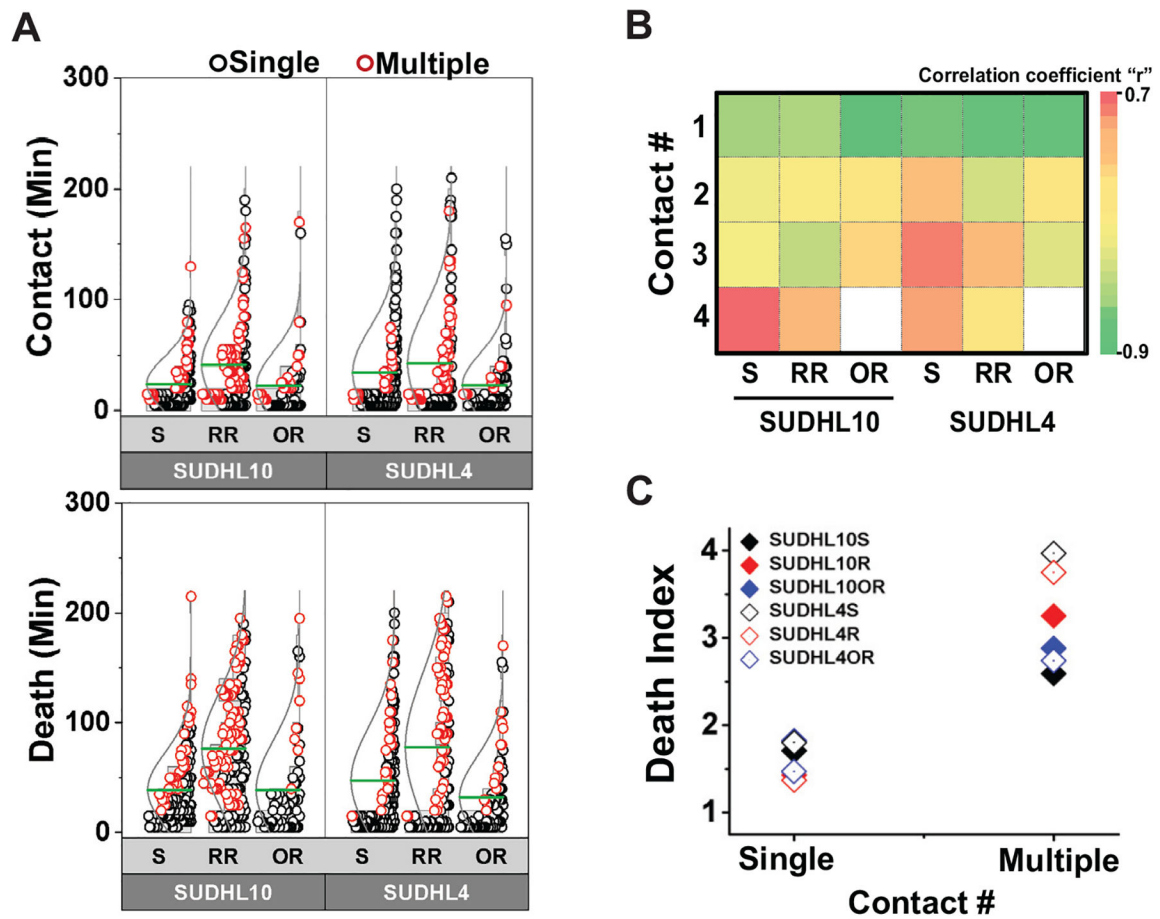 A
Single Multiple
Contact (Min)
300
200
100
0
S RR OR S RR OR
SUDHL10 SUDHL4
Death (Min)
300
200
100
0
S RR OR S RR OR
SUDHL10 SUDHL4
B
Correlation coefficient “r”
0.7
-0.9
Contact #
1
2
3
4
S RR OR S RR OR
SUDHL10 SUDHL4
C
Death Index
4
3
2
1
SUDHL10S
SUDHL10R
SUDHL10OR
SUDHL4S
SUDHL4R
SUDHL4OR
Single Multiple
Contact #